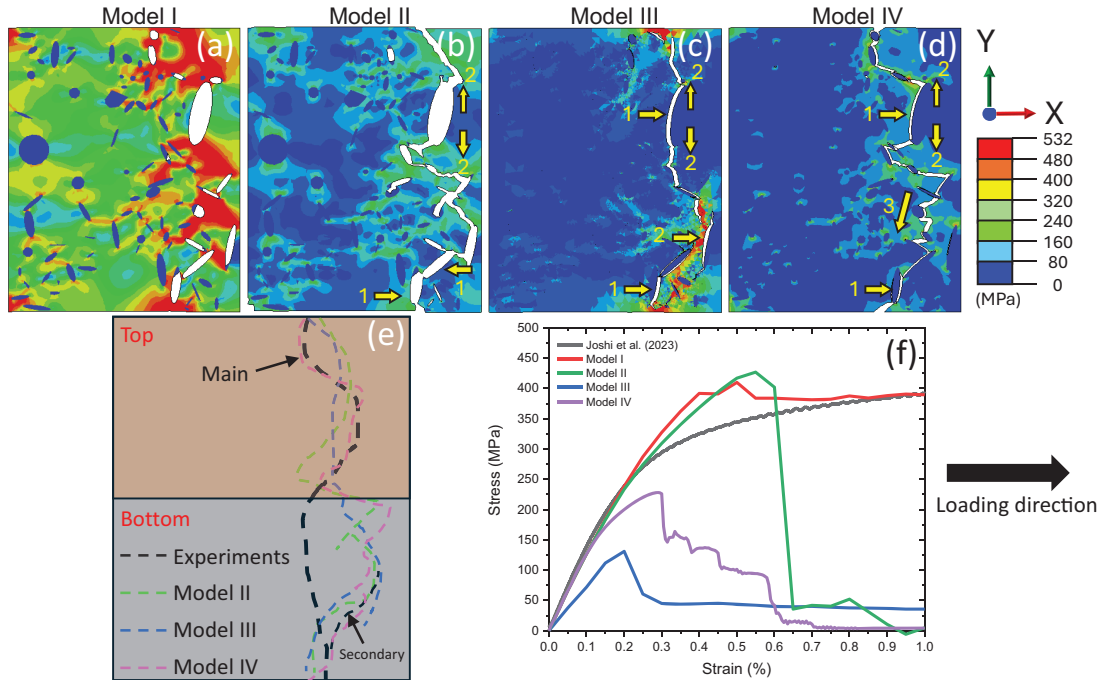 Model I
Model II
Model III
Model IV
(a)
(b)
(c)
(d)
2
2
1
1
2
1
2
2
1
2
1
2
3
1
Y
X
532
480
400
320
240
160
80
0
(MPa)
Top
(e)
Main
Bottom
Experiments
Model II
Model III
Model IV
Secondary
(f)
Joshi et al. (2023)
Model I
Model II
Model III
Model IV
Stress (MPa)
500
450
400
350
300
250
200
150
100
50
0
0.0 0.1 0.2 0.3 0.4 0.5 0.6 0.7 0.8 0.9 1.0
Strain (%)
Loading direction